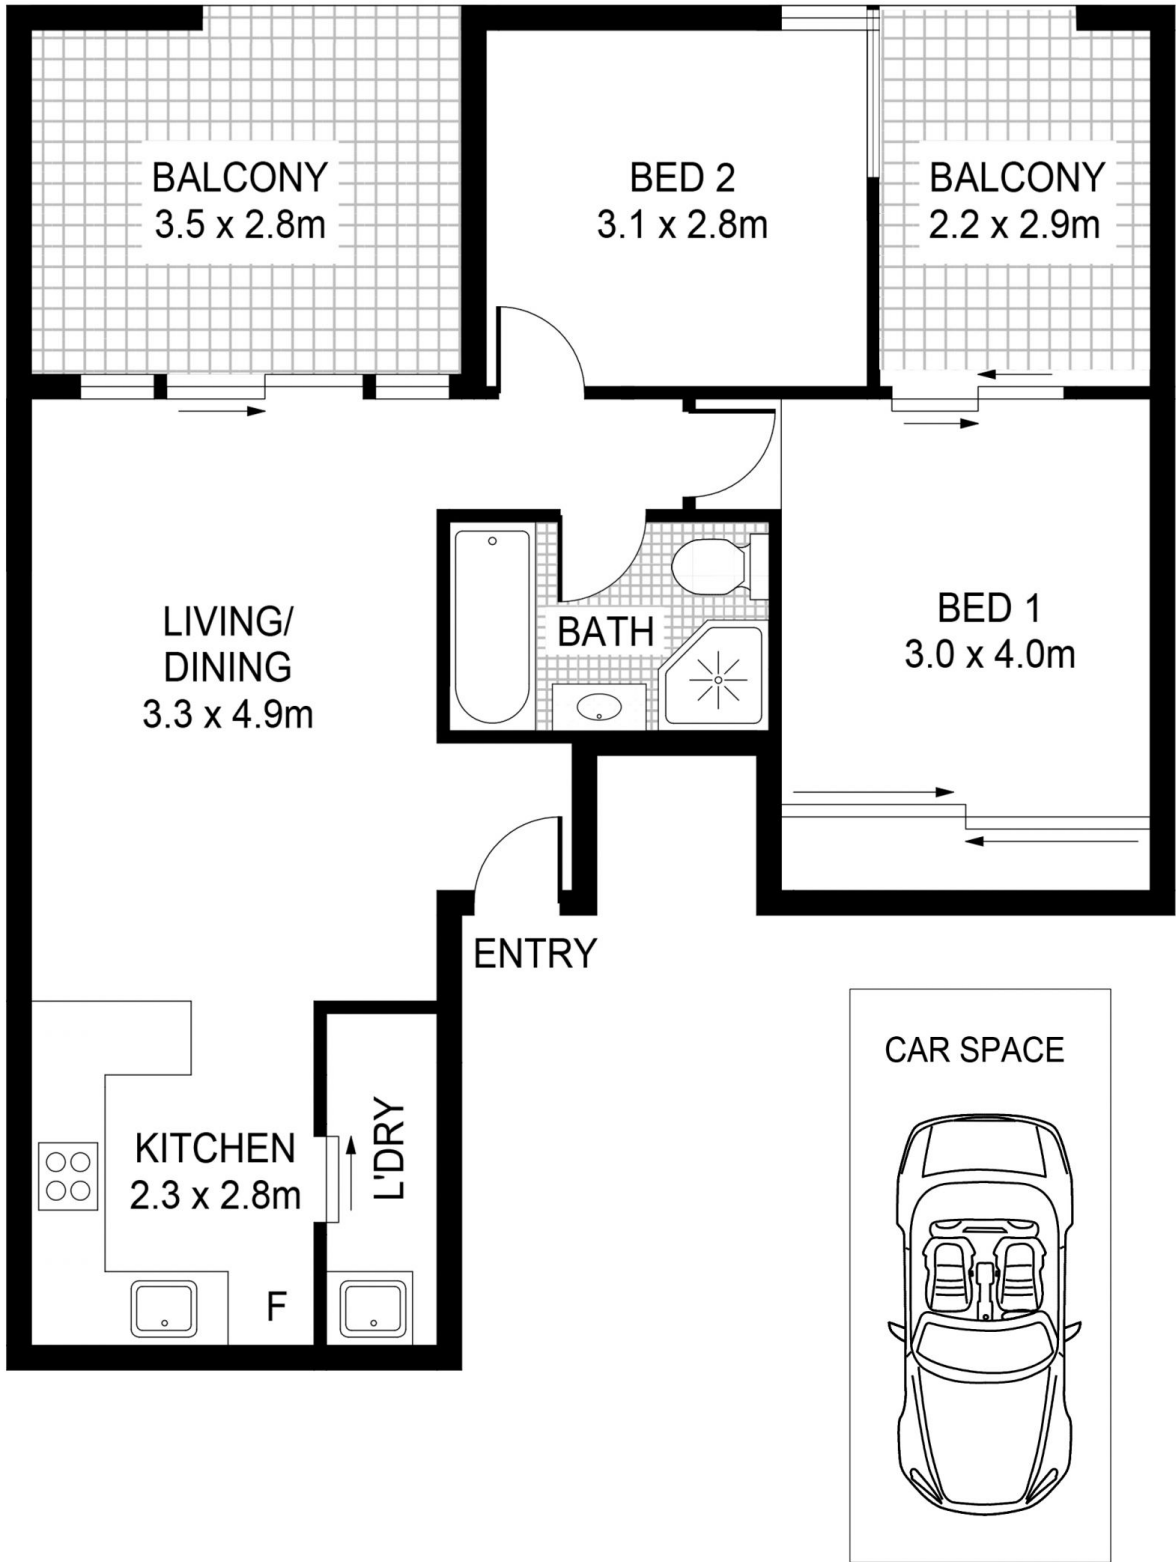 BALCONY
3.5 x 2.8m
BED 2
3.1 x 2.8m
BALCONY
2.2 x 2.9m
LIVING/
DINING
3.3 x 4.9m
BATH
BED 1
3.0 x 4.0m
ENTRY
CAR SPACE
KITCHEN
2.3 x 2.8m
L'DRY
F